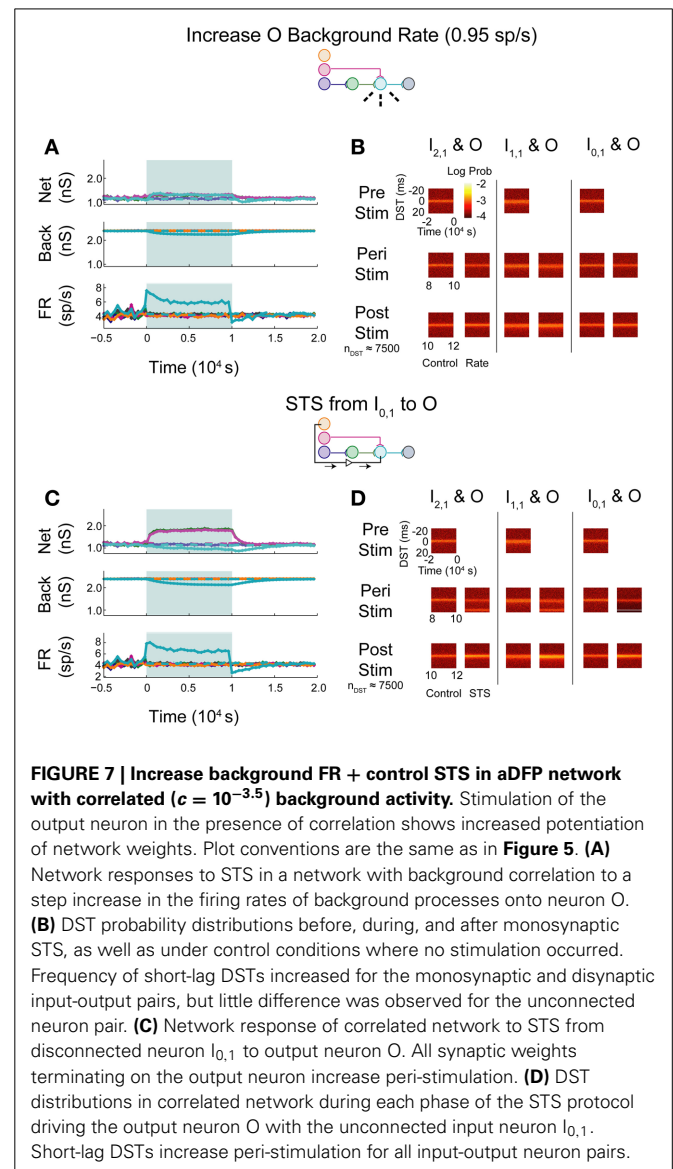 Increase O Background Rate (0.95 sp/s)
A
Net (nS)
2.0
1.0
Back (nS)
2.0
1.0
FR (sp/s)
8
6
4
2
−0.5 0 0.5 1 1.5 2.0
Time (10⁴ s)
B
I2,1 & O I1,1 & O I0,1 & O
Pre Stim
DST (ms)
-20
0
20
-2 0
Time (10⁴ s)
Log Prob
−2
−3
−4
Peri Stim
8 10
Post Stim
nDST ≈ 7500
10 12
Control Rate
STS from I0,1 to O
C
Net (nS)
2.0
1.0
Back (nS)
2.0
1.0
FR (sp/s)
8
6
4
2
−0.5 0 0.5 1 1.5 2.0
Time (10⁴ s)
D
I2,1 & O I1,1 & O I0,1 & O
Pre Stim
DST (ms)
-20
0
20
-2 0
Time (10⁴ s)
Peri Stim
8 10
Post Stim
nDST ≈ 7500
10 12
Control STS
FIGURE 7 | Increase background FR + control STS in aDFP network
with correlated (c = 10⁻³·⁵) background activity. Stimulation of the
output neuron in the presence of correlation shows increased potentiation
of network weights. Plot conventions are the same as in Figure 5. (A)
Network responses to STS in a network with background correlation to a
step increase in the firing rates of background processes onto neuron O.
(B) DST probability distributions before, during, and after monosynaptic
STS, as well as under control conditions where no stimulation occurred.
Frequency of short-lag DSTs increased for the monosynaptic and disynaptic
input-output pairs, but little difference was observed for the unconnected
neuron pair. (C) Network response of correlated network to STS from
disconnected neuron I0,1 to output neuron O. All synaptic weights
terminating on the output neuron increase peri-stimulation. (D) DST
distributions in correlated network during each phase of the STS protocol
driving the output neuron O with the unconnected input neuron I0,1.
Short-lag DSTs increase peri-stimulation for all input-output neuron pairs.